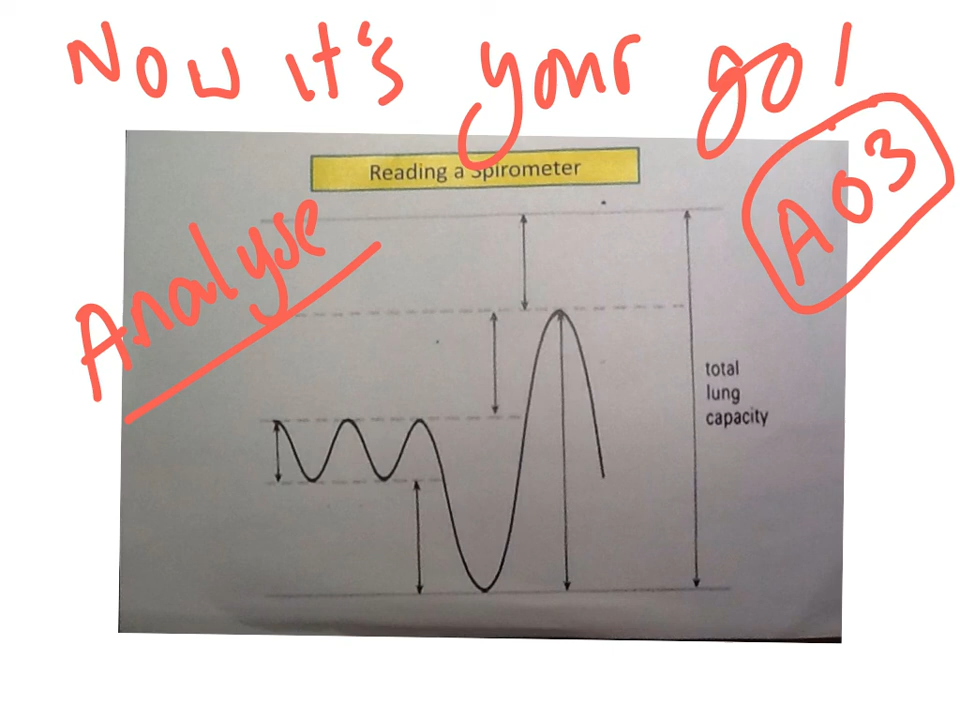 Now it's your go!
AO3
Reading a Spirometer
Analyse
total
lung
capacity